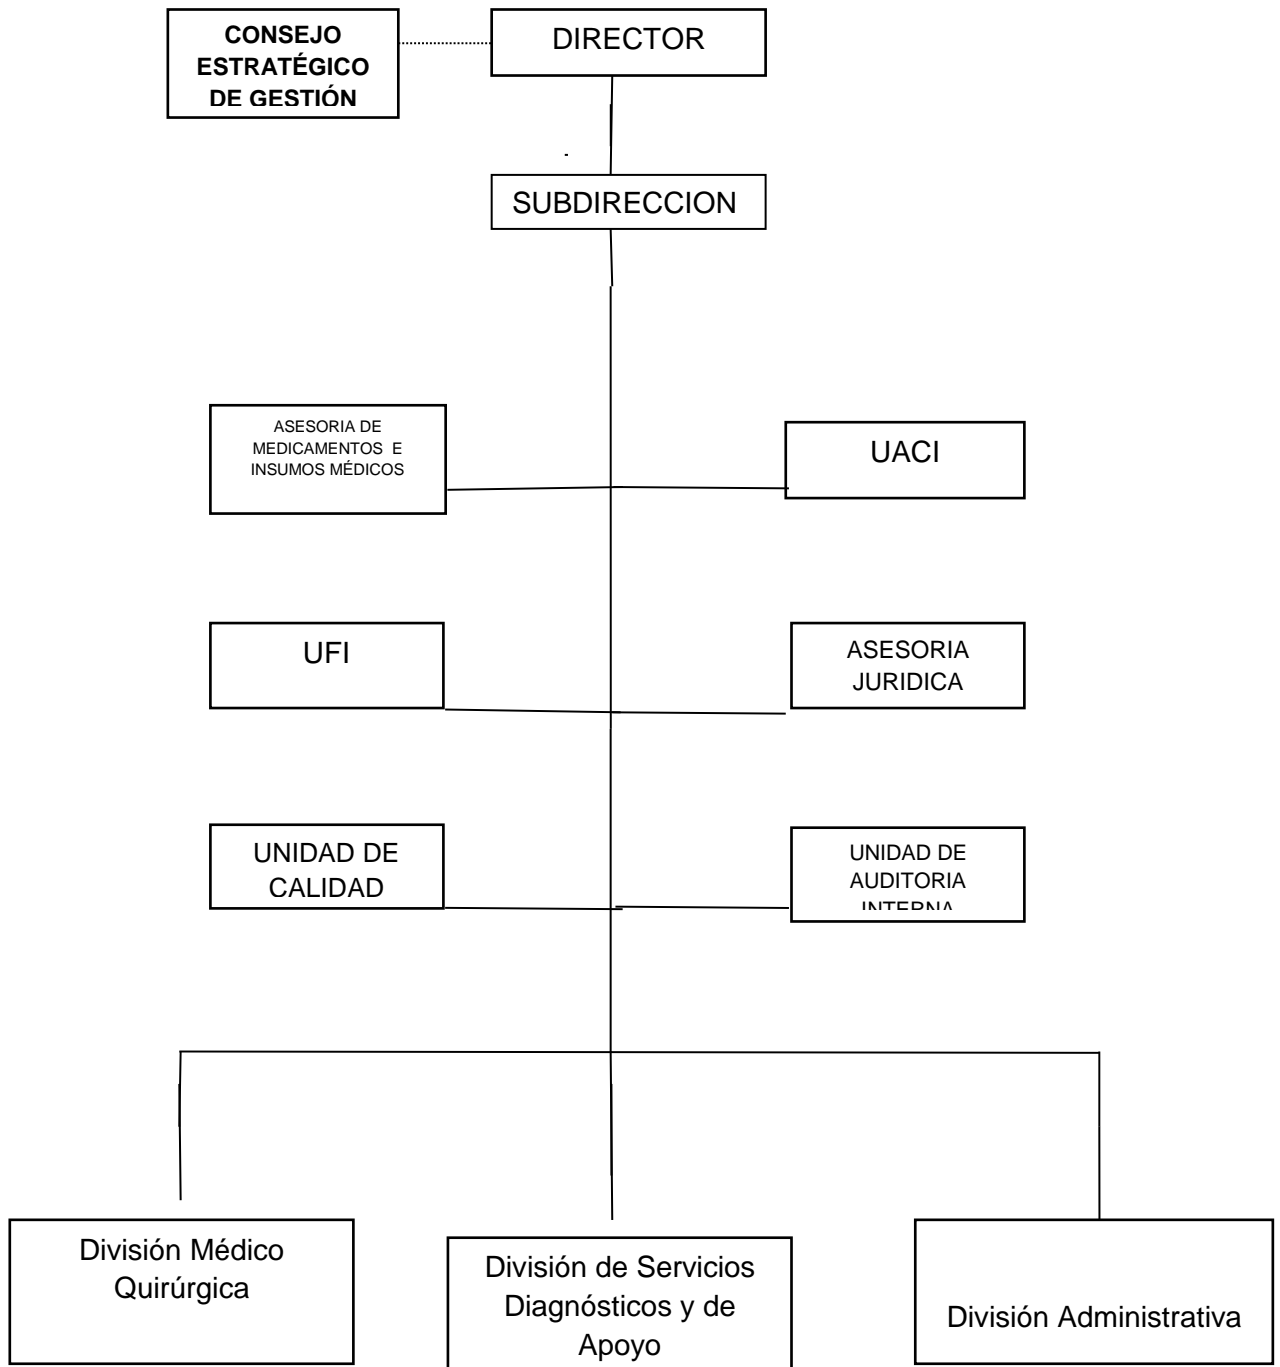 CONSEJO
ESTRATÉGICO
DE GESTIÓN
DIRECTOR
SUBDIRECCION
ASESORIA DE
MEDICAMENTOS E
INSUMOS MÉDICOS
UACI
UFI
ASESORIA
JURIDICA
UNIDAD DE
CALIDAD
UNIDAD DE
AUDITORIA
INTERNA
División Médico
Quirúrgica
División de Servicios
Diagnósticos y de
Apoyo
División Administrativa